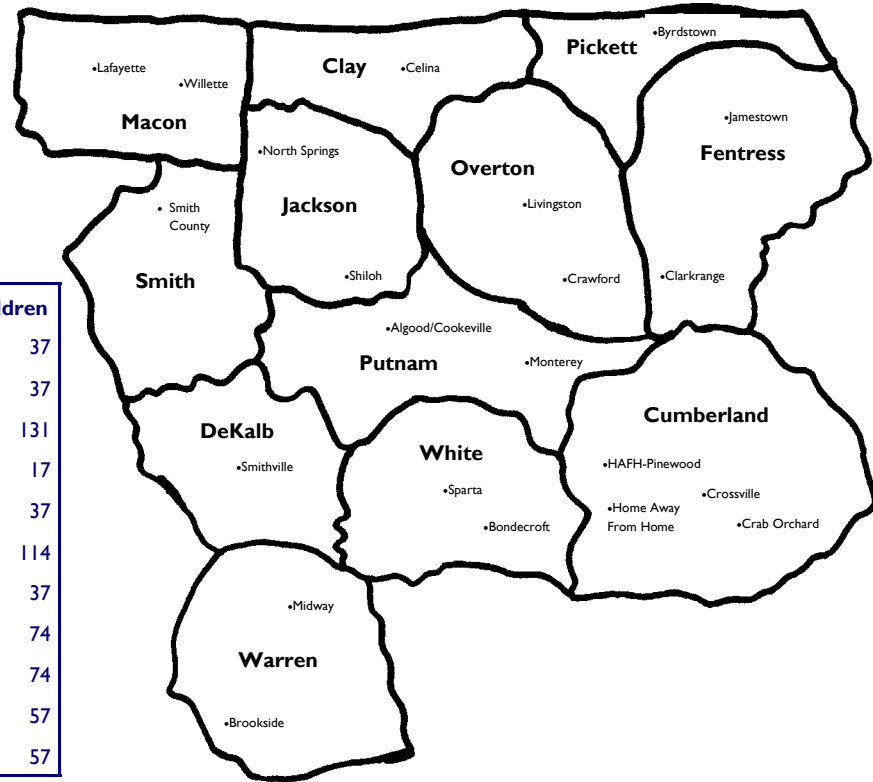 Pickett
•Byrdstown
Clay
•Celina
•Lafayette
•Willette
Macon
•Jamestown
Fentress
•North Springs
Overton
Jackson
•Livingston
• Smith
County
Smith
•Shiloh
•Crawford
•Clarkrange
•Algood/Cookeville
Putnam
•Monterey
Cumberland
DeKalb
•Smithville
White
•Sparta
•Bondecroft
•HAFH-Pinewood
•Crossville
•Home Away
From Home
•Crab Orchard
•Midway
Warren
•Brookside
ldren
37
37
131
17
37
114
37
74
74
57
57